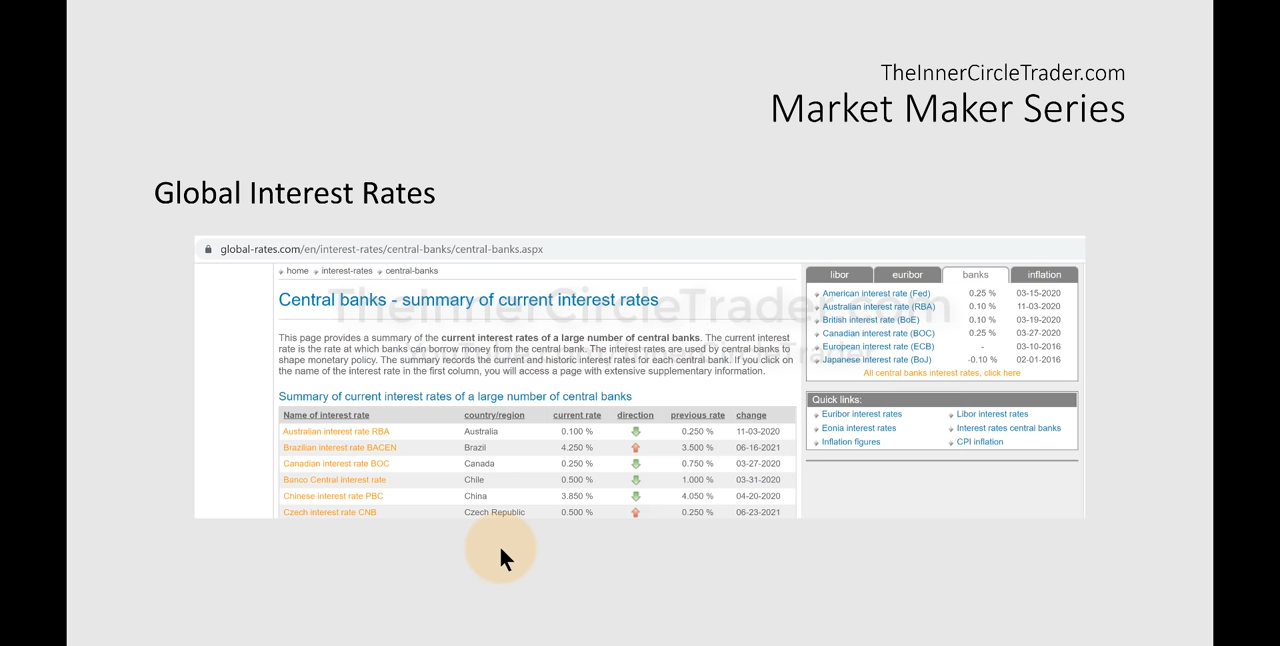 TheInnerCircleTrader.com
Market Maker Series
Global Interest Rates
global-rates.com/en/interest-rates/central-banks/central-banks.aspx
home interest-rates central-banks
Central banks - summary of current interest rates
TheInnerCircleTrader.com
This page provides a summary of the current interest rates of a large number of central banks. The current interest
rate is the rate at which banks can borrow money from the central bank. The interest rates are used by central banks to
shape monetary policy. The summary records the current and historic interest rates for each central bank. If you click on
the name of the interest rate in the first column, you will access a page with extensive supplementary information.
Summary of current interest rates of a large number of central banks
Name of interest rate country/region current rate direction previous rate change
Australian interest rate RBA Australia 0.100 % 0.250 % 11-03-2020
Brazilian interest rate BACEN Brazil 4.250 % 3.500 % 06-16-2021
Canadian interest rate BOC Canada 0.250 % 0.750 % 03-27-2020
Banco Central interest rate Chile 0.500 % 1.000 % 03-31-2020
Chinese interest rate PBC China 3.850 % 4.050 % 04-20-2020
Czech interest rate CNB Czech Republic 0.500 % 0.250 % 06-23-2021
libor euribor banks inflation
American interest rate (Fed) 0.25 % 03-15-2020
Australian interest rate (RBA) 0.10 % 11-03-2020
British interest rate (BoE) 0.10 % 03-19-2020
Canadian interest rate (BOC) 0.25 % 03-27-2020
European interest rate (ECB) - 03-10-2016
Japanese interest rate (BoJ) -0.10 % 02-01-2016
All central banks interest rates, click here
Quick links:
Euribor interest rates Libor interest rates
Eonia interest rates Interest rates central banks
Inflation figures CPI inflation